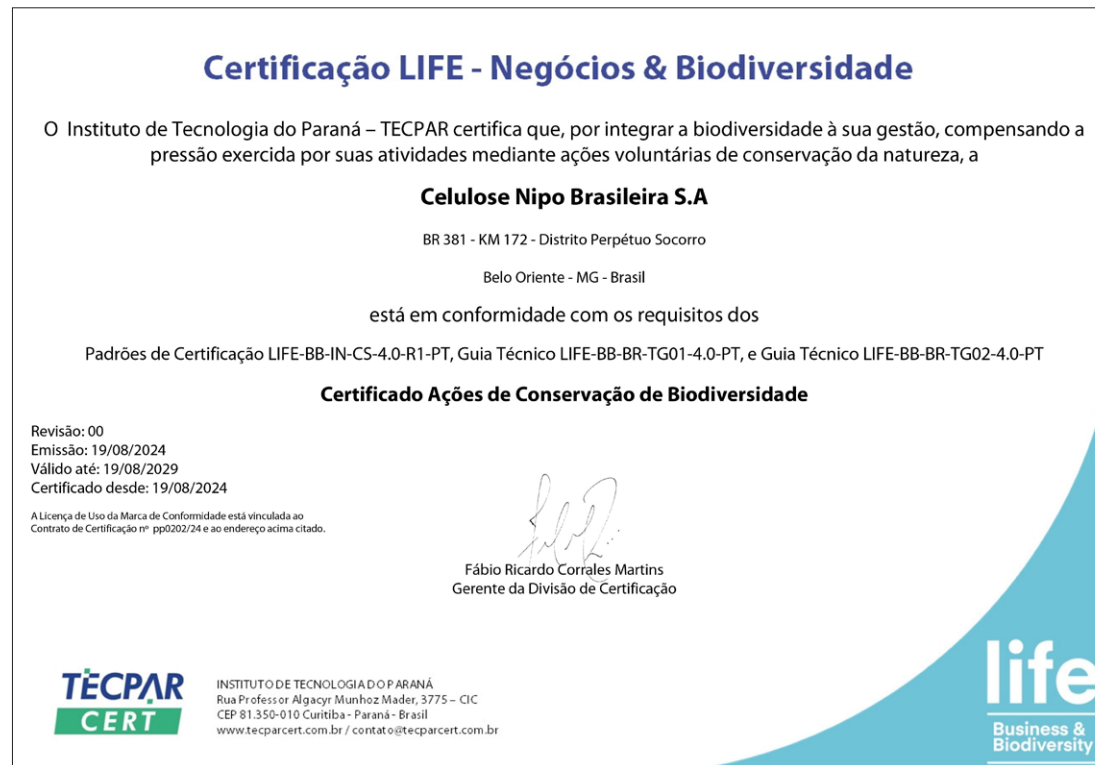 Certificação LIFE - Negócios & Biodiversidade
O Instituto de Tecnologia do Paraná – TECPAR certifica que, por integrar a biodiversidade à sua gestão, compensando a
pressão exercida por suas atividades mediante ações voluntárias de conservação da natureza, a
Celulose Nipo Brasileira S.A
BR 381 - KM 172 - Distrito Perpétuo Socorro
Belo Oriente - MG - Brasil
está em conformidade com os requisitos dos
Padrões de Certificação LIFE-BB-IN-CS-4.0-R1-PT, Guia Técnico LIFE-BB-BR-TG01-4.0-PT, e Guia Técnico LIFE-BB-BR-TG02-4.0-PT
Certificado Ações de Conservação de Biodiversidade
Revisão: 00
Emissão: 19/08/2024
Válido até: 19/08/2029
Certificado desde: 19/08/2024
A Licença de Uso da Marca de Conformidade está vinculada ao
Contrato de Certificação nº pp0202/24 e ao endereço acima citado.
Fábio Ricardo Corrales Martins
Gerente da Divisão de Certificação
TECPAR
CERT
INSTITUTO DE TECNOLOGIA DO PARANÁ
Rua Professor Algacyr Munhoz Mader, 3775 – CIC
CEP 81.350-010 Curitiba - Paraná - Brasil
www.tecparcert.com.br / contato@tecparcert.com.br
life
Business &
Biodiversity